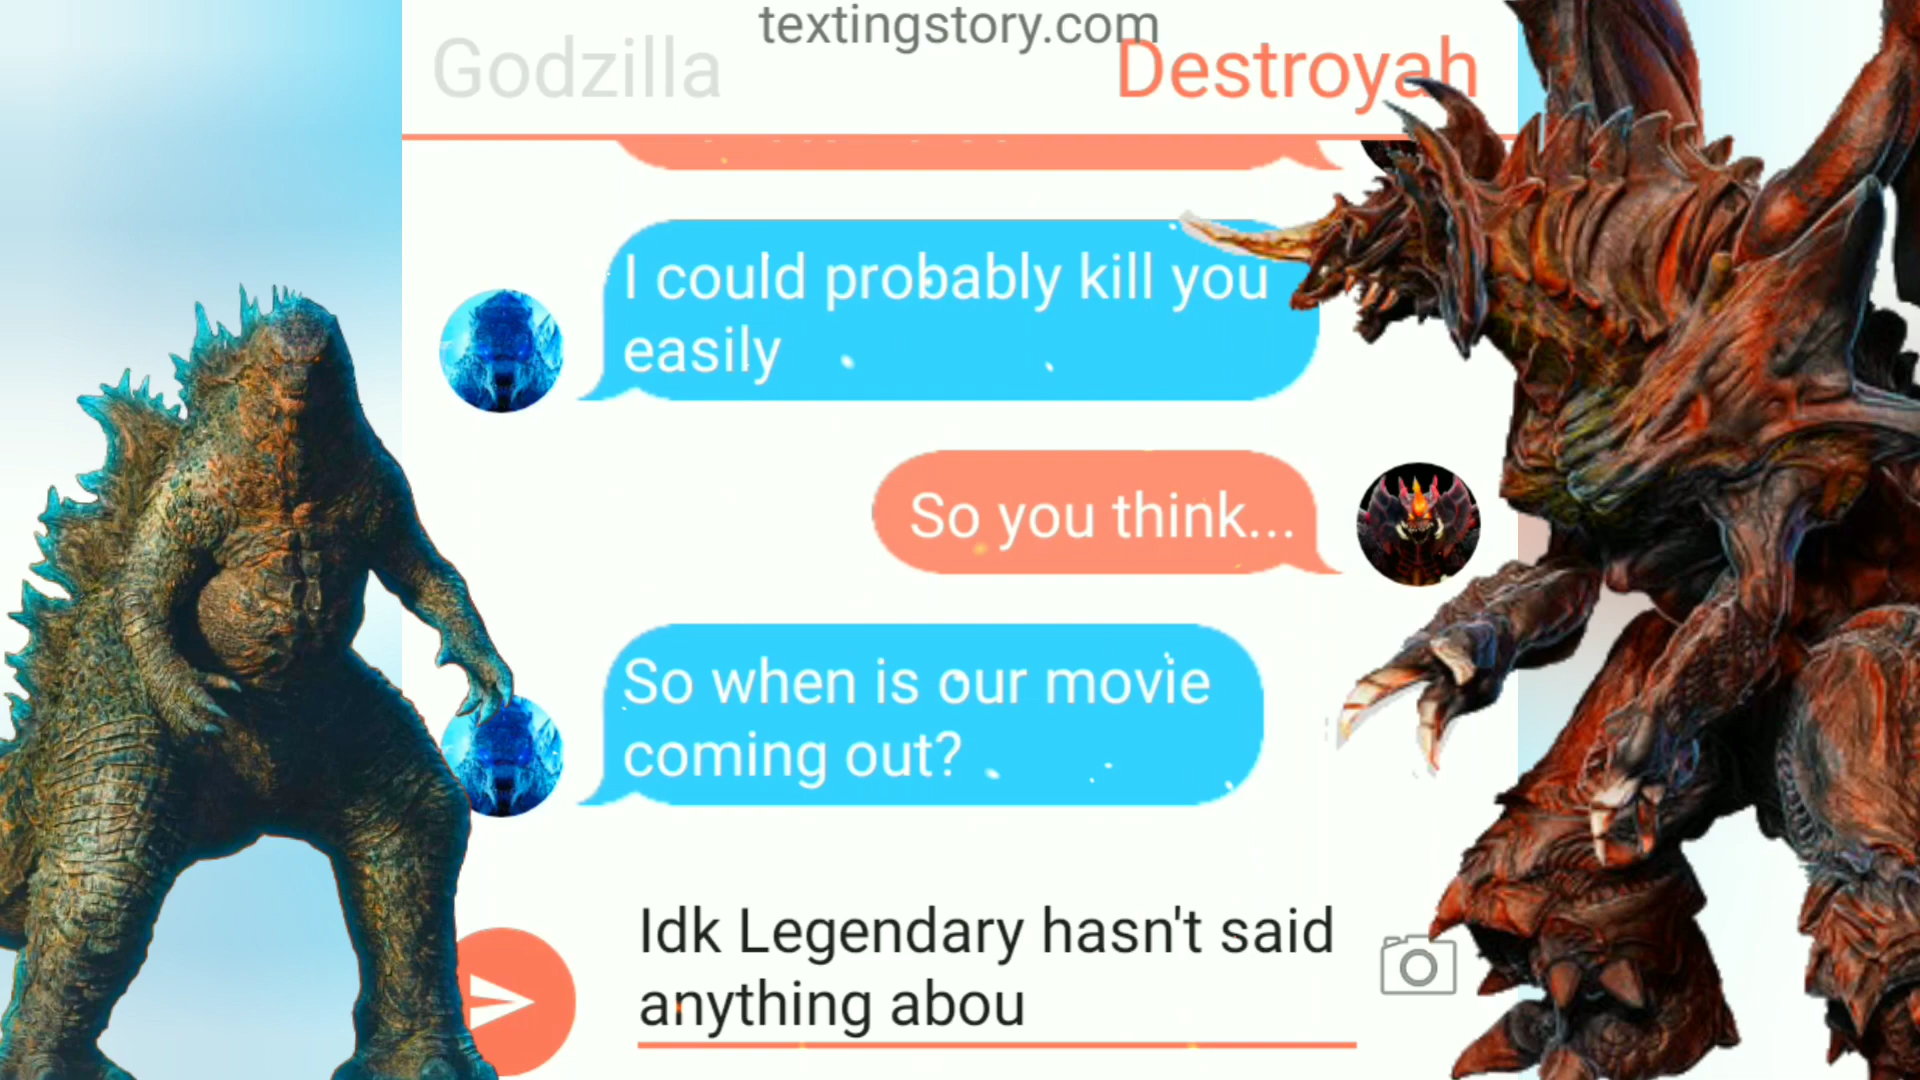 textingstory.com
Godzilla
Destroyah
I could probably kill you
easily
So you think...
So when is our movie
coming out?
Idk Legendary hasn't said
anything abou